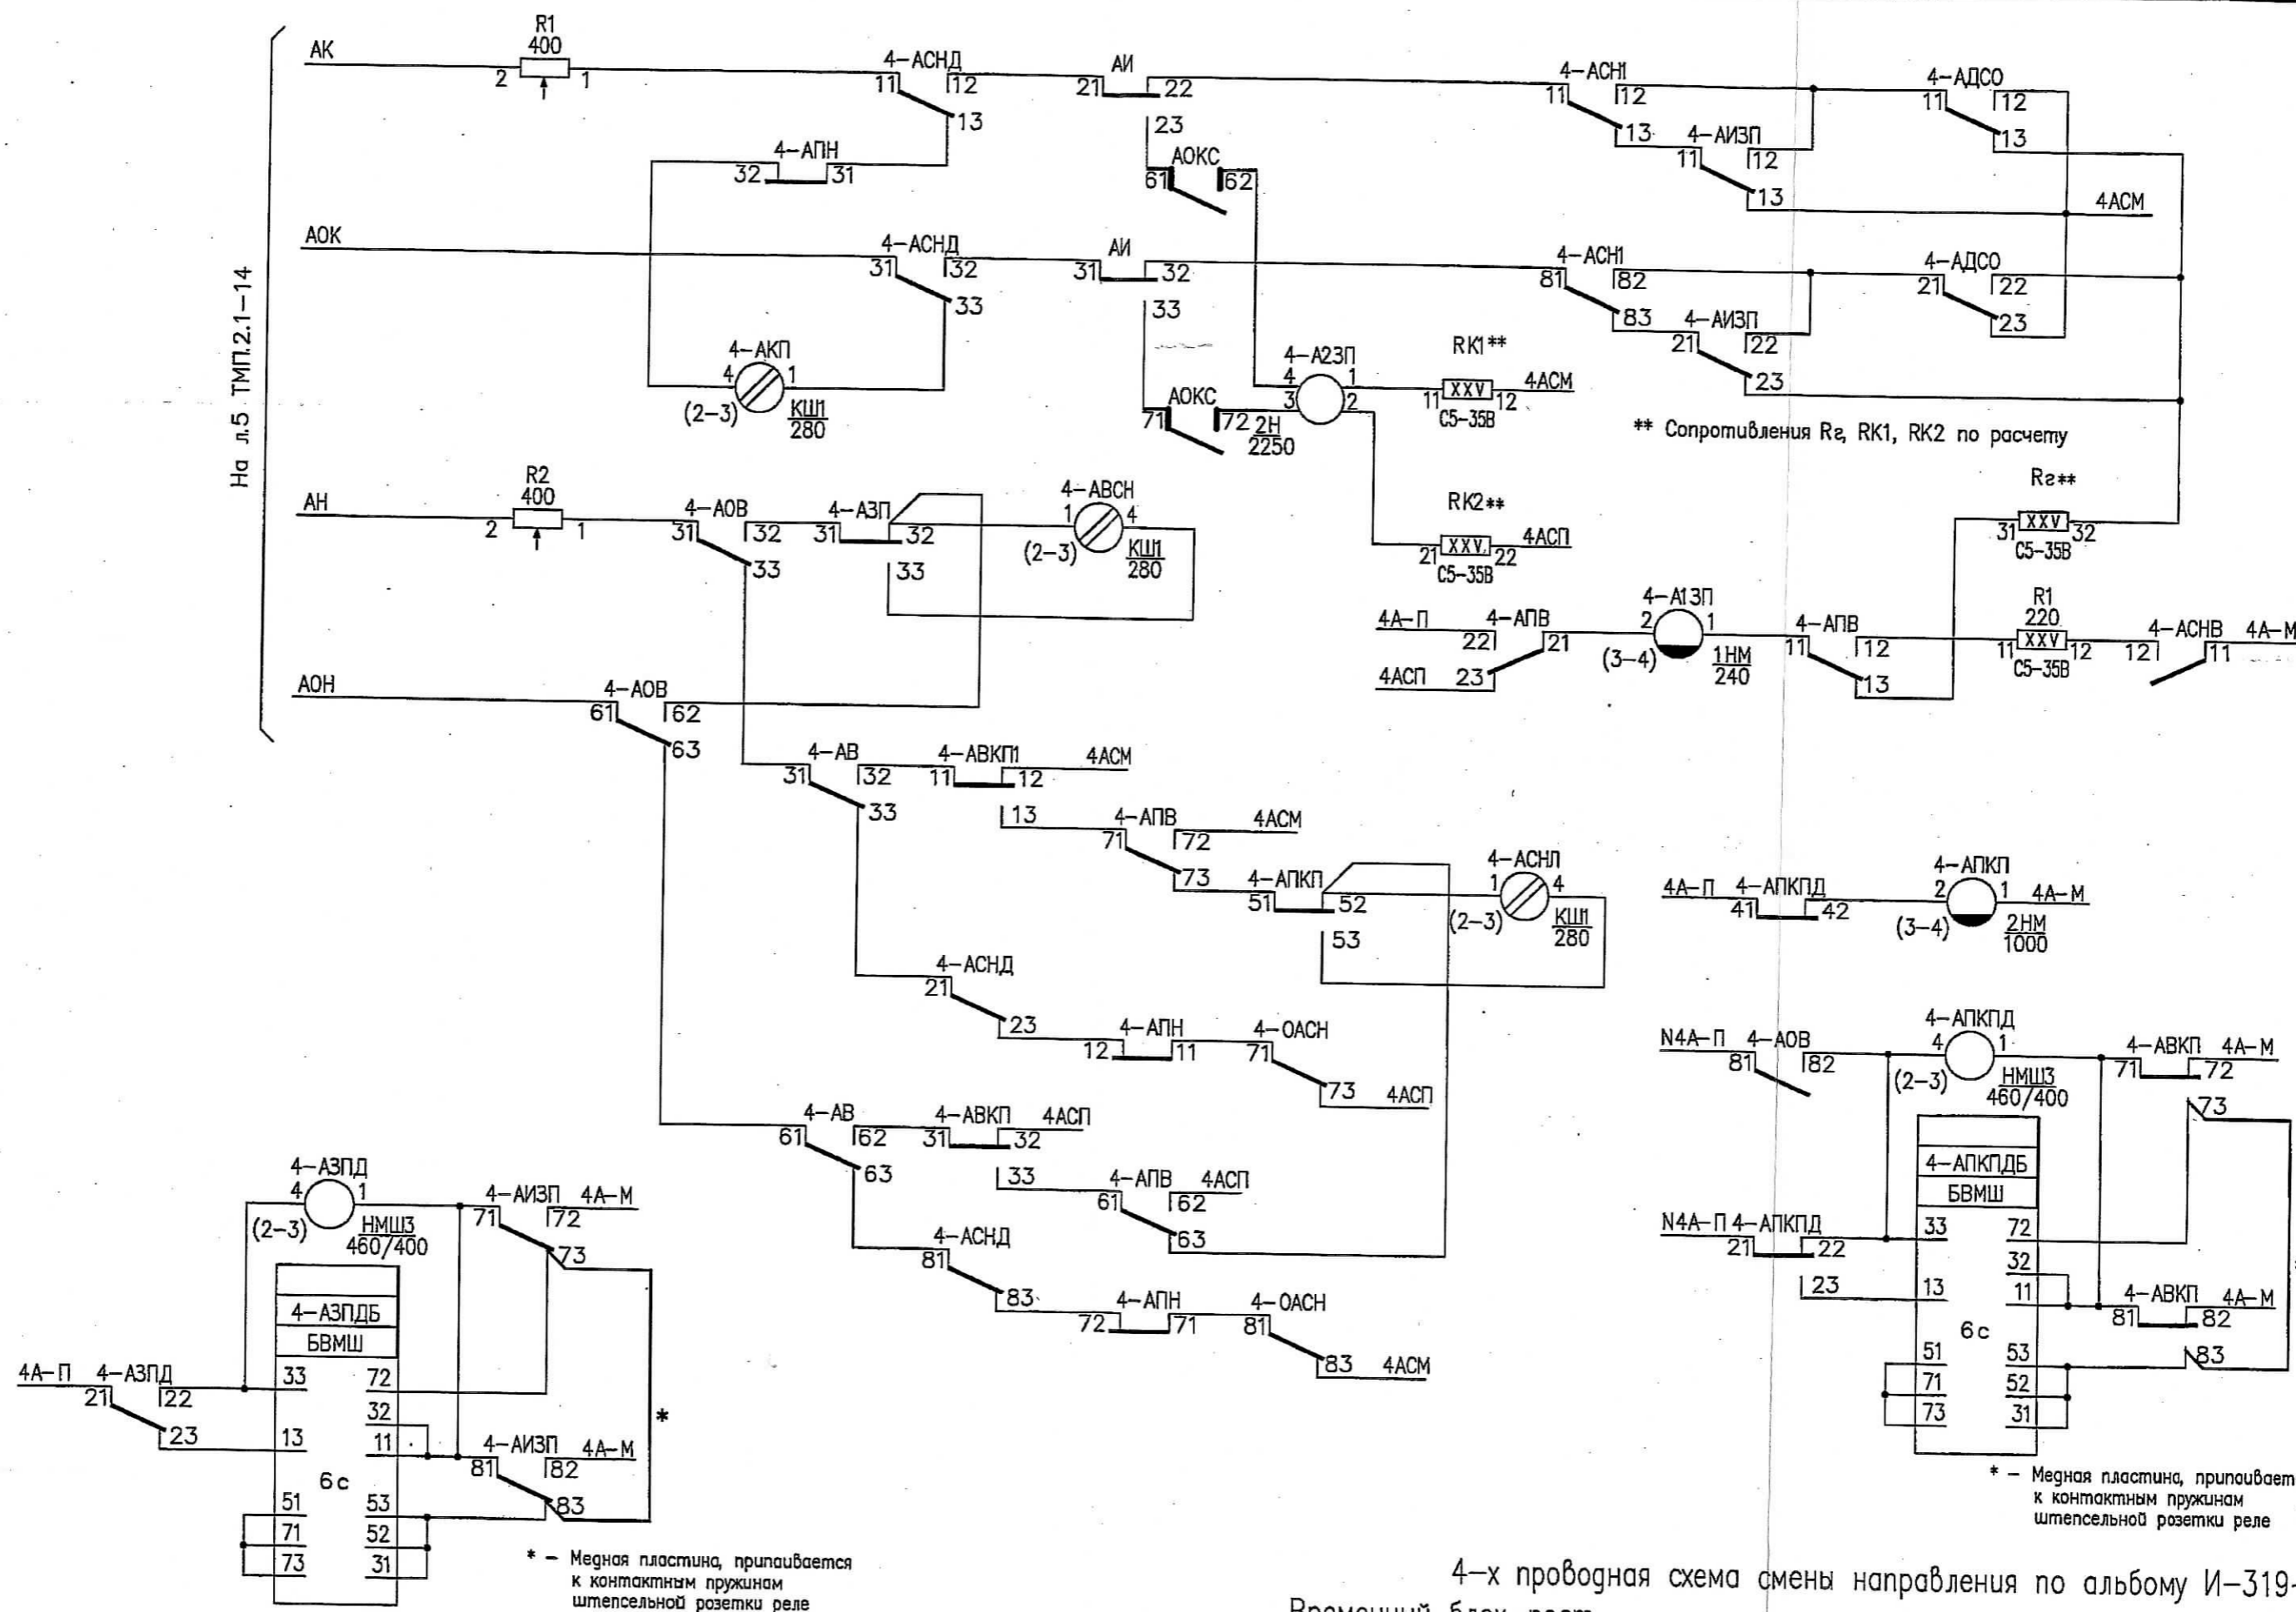 На л.5 ТМП.2.1-14
АК
R1
400
2 1
4-АСНД
11 12
13
АИ
21 22
23
4-АСН1
11 12
13
4-АИЗП
11 12
13
4-АДСО
11 12
13
4АСМ
4-АПН
32 31
АОКС
61 62
АОК
4-АСНД
31 32
33
АИ
31 32
33
4-АСН1
81 82
83
4-АИЗП
21 22
23
4-АДСО
21 22
23
4-АКП
4 1
(2-3)
КШ1
280
АОКС
71 72
4-А2ЗП
4 1
3 2
2Н
2250
RК1**
11 XXV 12
С5-35В
4АСМ
** Сопротивления Rг, RК1, RК2 по расчету
RК2**
21 XXV 22
С5-35В
4АСП
Rг**
31 XXV 32
С5-35В
АН
R2
400
2 1
4-АОВ
31 32
33
4-АЗП
31 32
33
4-АВСН
1 4
(2-3)
КШ1
280
4А-П
4АСП
4-АПВ
22 21
23
4-А1ЗП
2 1
(3-4)
1НМ
240
4-АПВ
11 12
13
R1
220
11 XXV 12
С5-35В
4-АСНВ
12 11
4А-М
АОН
4-АОВ
61 62
63
4-АВ
31 32
33
4-АВКП1
11 12
13
4АСМ
4-АПВ
71 72
73
4АСМ
4-АПКП
51 52
53
4-АСНЛ
1 4
(2-3)
КШ1
280
4А-П
4-АПКПД
41 42
4-АПКП
2 1
(3-4)
2НМ
1000
4А-М
4-АСНД
21
23
4-АПН
12 11
4-ОАСН
71
73
4АСП
N4А-П
4-АОВ
81 82
4-АПКПД
4 1
(2-3)
НМШ3
460/400
4-АВКП
71 72
73
4А-М
4-АВ
61 62
63
4-АВКП
31 32
33
4АСП
4-АПВ
61 62
63
4АСП
4-АСНД
81
83
4-АПН
72 71
4-ОАСН
81
83
4АСМ
4-АПКПДБ
БВМШ
N4А-П
4-АПКПД
21 22
23
33 72
32
13 11
6с
51 53
71 52
73 31
4-АВКП
81 82
83
4А-М
* - Медная пластина, припаивает
к контактным пружинам
штепсельной розетки реле
4-АЗПД
4 1
(2-3)
НМШ3
460/400
4-АИЗП
71 72
73
4А-М
4-АЗПДБ
БВМШ
4А-П
4-АЗПД
21 22
23
33 72
32
13 11
6с
51 53
71 52
73 31
4-АИЗП
81 82
83
4А-М
*
* - Медная пластина, припаивается
к контактным пружинам
штепсельной розетки реле
4-х проводная схема смены направления по альбому И-319-